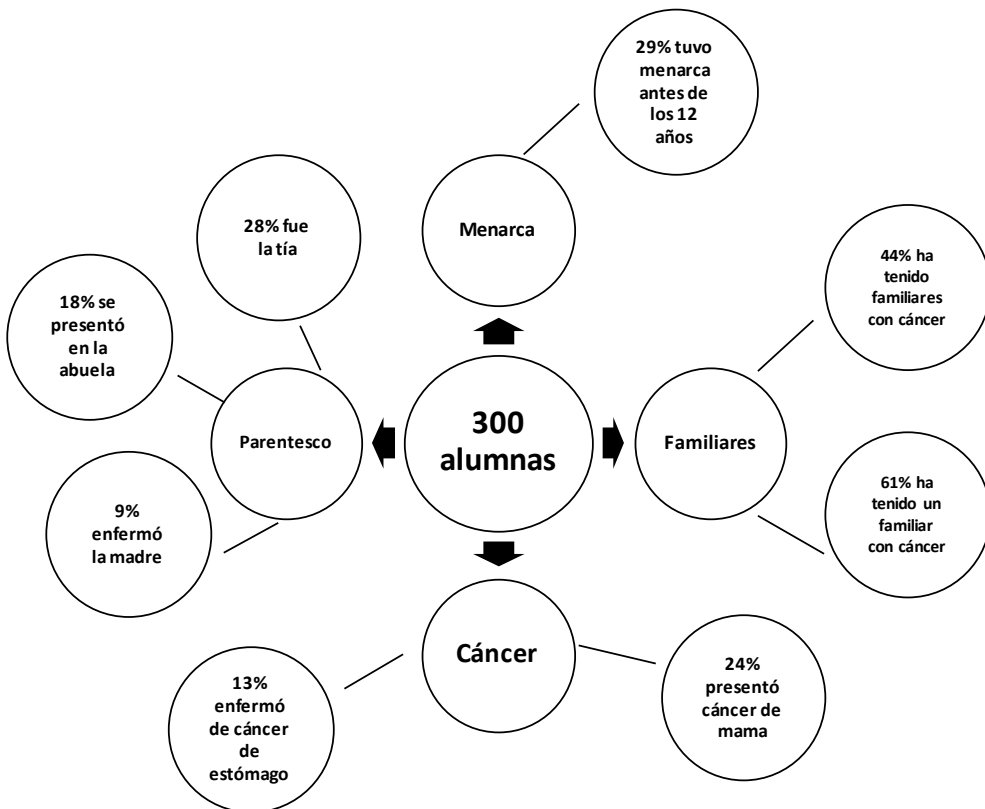 29% tuvo
menarca
antes de
los 12
años
Menarca
28% fue
la tía
18% se
presentó
en la
abuela
Parentesco
9%
enfermó
la madre
300
alumnas
Familiares
44% ha
tenido
familiares
con cáncer
61% ha
tenido un
familiar
con cáncer
Cáncer
13%
enfermó
de cáncer
de
estómago
24%
presentó
cáncer de
mama